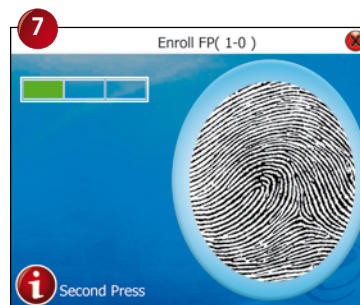 7
Enroll FP( 1-0 )
X
i
Second Press